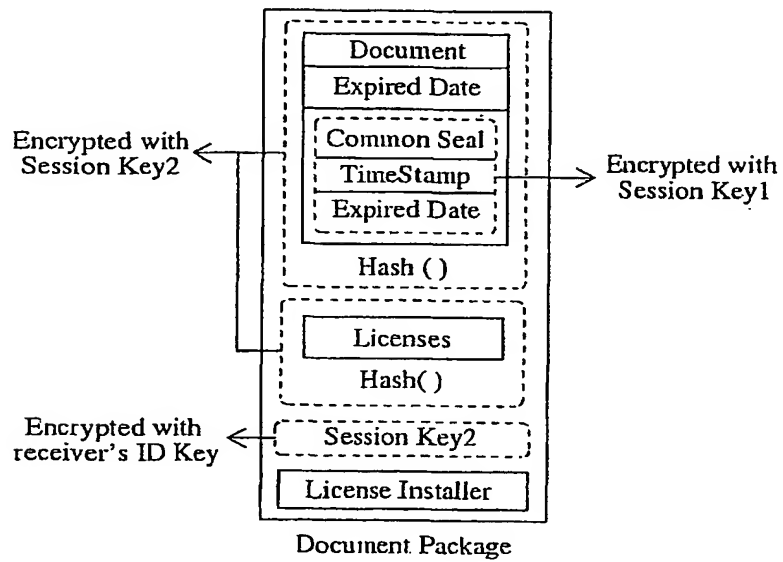 Document
Expired Date
Encrypted with
Session Key2
Common Seal
TimeStamp
Expired Date
Encrypted with
Session Key1
Hash ( )
Licenses
Hash( )
Encrypted with
receiver's ID Key
Session Key2
License Installer
Document Package